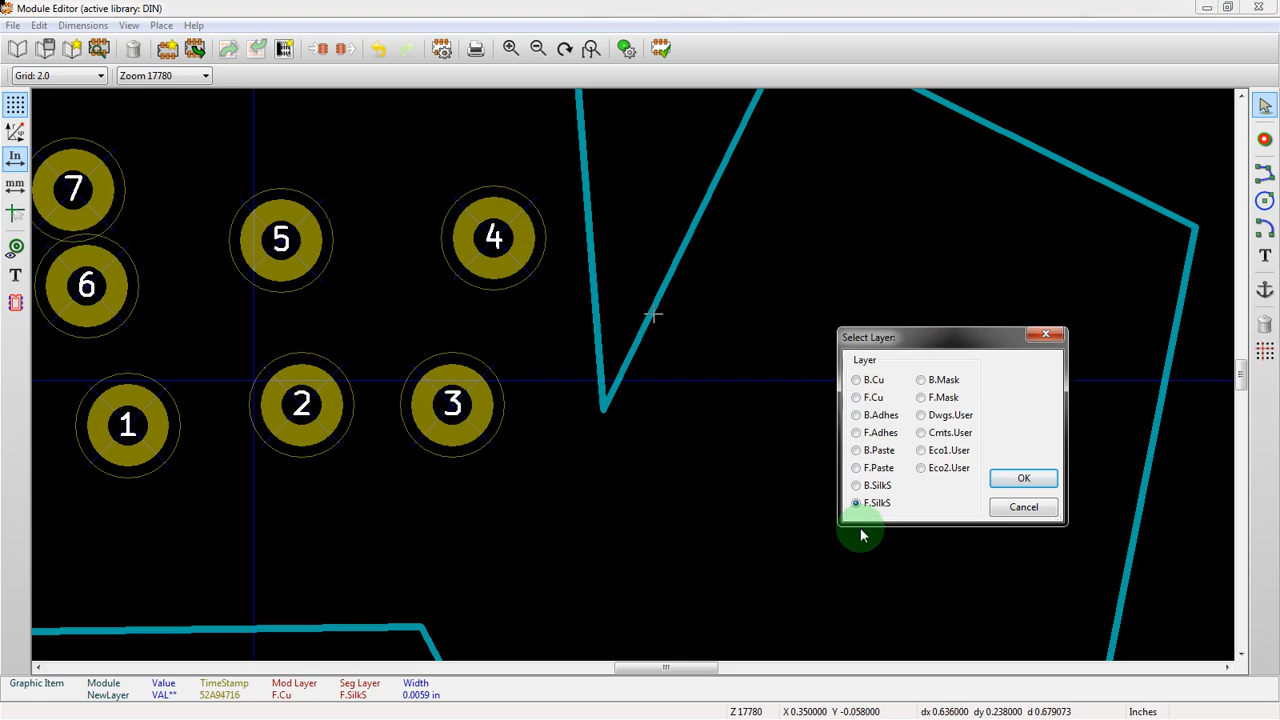 Module Editor (active library: DIN)
File Edit Dimensions View Place Help
Grid: 2.0 Zoom 17780
In
mm
T
T
7
5
4
6
1
2
3
Select Layer:
Layer
B.Cu B.Mask
F.Cu F.Mask
B.Adhes Dwgs.User
F.Adhes Cmts.User
B.Paste Eco1.User
F.Paste Eco2.User
B.SilkS OK
F.SilkS Cancel
Graphic Item Module Value TimeStamp Mod Layer Seg Layer Width
NewLayer VAL** 52A94716 F.Cu F.SilkS 0.0059 in
Z 17780 X 0.350000 Y -0.058000 dx 0.636000 dy 0.238000 d 0.679073 Inches